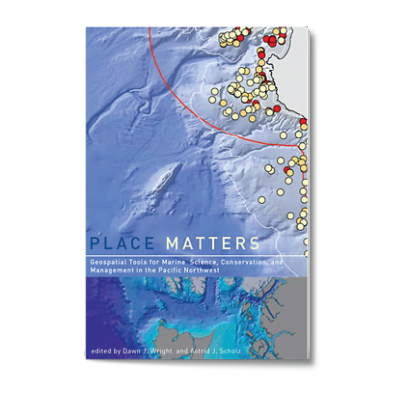 PLACE MATTERS
Geospatial Tools for Marine Science, Conservation, and
Management in the Pacific Northwest
edited by Dawn J. Wright and Astrid J. Scholz